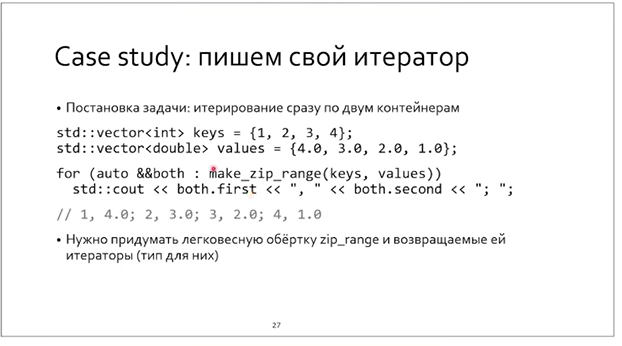 Case study: пишем свой итератор
• Постановка задачи: итерирование сразу по двум контейнерам
std::vector<int> keys = {1, 2, 3, 4};
std::vector<double> values = {4.0, 3.0, 2.0, 1.0};
for (auto &&both : make_zip_range(keys, values))
std::cout << both.first << ", " << both.second << "; ";
// 1, 4.0; 2, 3.0; 3, 2.0; 4, 1.0
• Нужно придумать легковесную обёртку zip_range и возвращаемые ей
итераторы (тип для них)
27